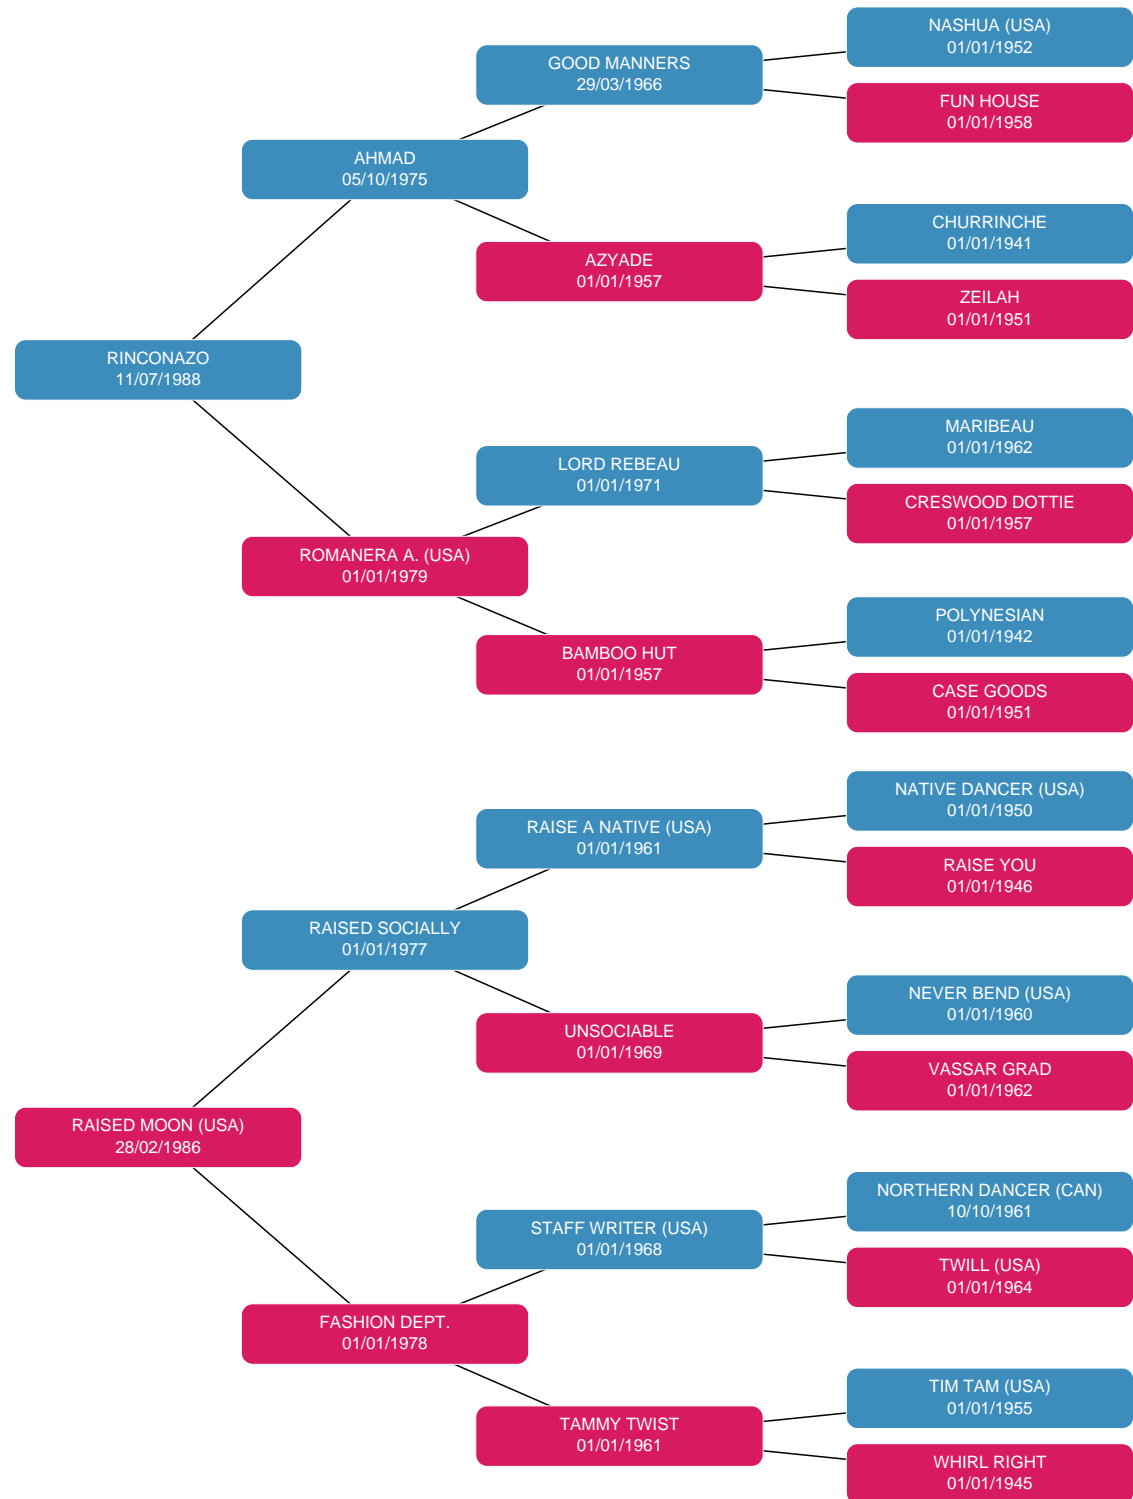 NASHUA (USA)
01/01/1952
GOOD MANNERS
29/03/1966
FUN HOUSE
01/01/1958
AHMAD
05/10/1975
CHURRINCHE
01/01/1941
AZYADE
01/01/1957
ZEILAH
01/01/1951
RINCONAZO
11/07/1988
MARIBEAU
01/01/1962
LORD REBEAU
01/01/1971
CRESWOOD DOTTIE
01/01/1957
ROMANERA A. (USA)
01/01/1979
POLYNESIAN
01/01/1942
BAMBOO HUT
01/01/1957
CASE GOODS
01/01/1951
NATIVE DANCER (USA)
01/01/1950
RAISE A NATIVE (USA)
01/01/1961
RAISE YOU
01/01/1946
RAISED SOCIALLY
01/01/1977
NEVER BEND (USA)
01/01/1960
UNSOCIABLE
01/01/1969
VASSAR GRAD
01/01/1962
RAISED MOON (USA)
28/02/1986
NORTHERN DANCER (CAN)
10/10/1961
STAFF WRITER (USA)
01/01/1968
TWILL (USA)
01/01/1964
FASHION DEPT.
01/01/1978
TIM TAM (USA)
01/01/1955
TAMMY TWIST
01/01/1961
WHIRL RIGHT
01/01/1945